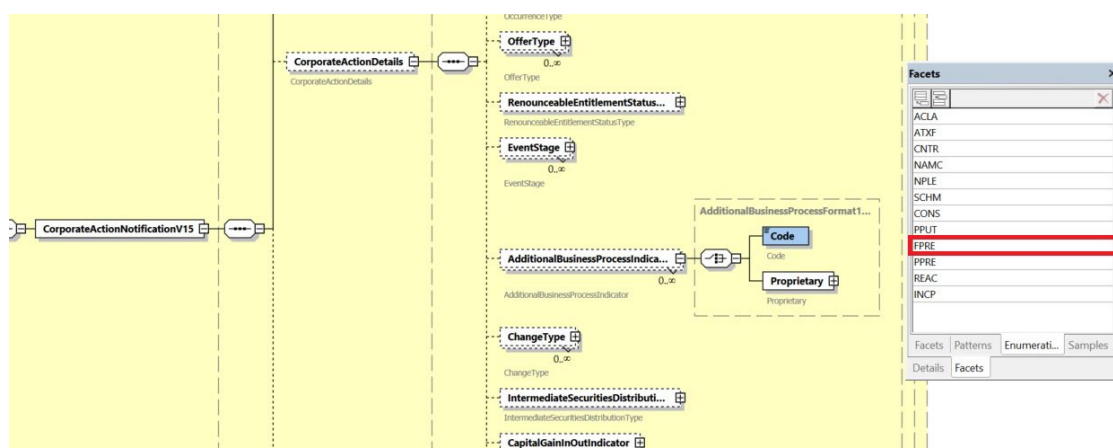 OccurrenceType
OfferType
0..∞
OfferType
CorporateActionDetails
CorporateActionDetails
RenounceableEntitlementStatus...
RenounceableEntitlementStatusType
EventStage
0..∞
EventStage
CorporateActionNotificationV15
AdditionalBusinessProcessFormat1...
Code
Code
AdditionalBusinessProcessIndica...
0..∞
AdditionalBusinessProcessIndicator
Proprietary
Proprietary
ChangeType
0..∞
ChangeType
IntermediateSecuritiesDistributi...
IntermediateSecuritiesDistributionType
CapitalGainInOutIndicator
Facets
ACLA
ATXF
CNTR
NAMC
NPLE
SCHM
CONS
PPUT
FPRE
PPRE
REAC
INCP
Facets Patterns Enumerati... Samples
Details Facets